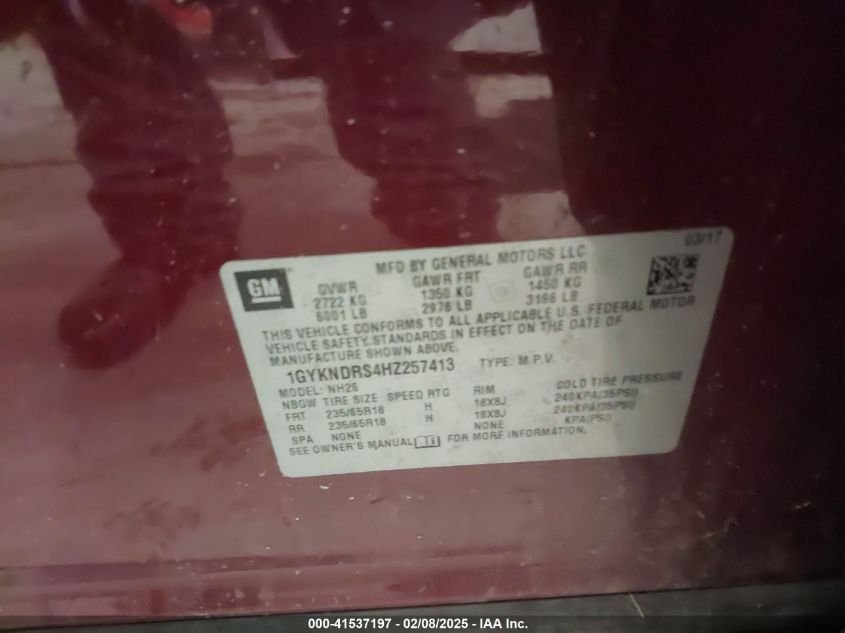 03/17
GM
MFD BY GENERAL MOTORS LLC
GVWR GAWR FRT GAWR RR
2722 KG 1350 KG 1450 KG
6001 LB 2976 LB 3196 LB
THIS VEHICLE CONFORMS TO ALL APPLICABLE U.S. FEDERAL MOTOR
VEHICLE SAFETY STANDARDS IN EFFECT ON THE DATE OF
MANUFACTURE SHOWN ABOVE.
1GYKNDRS4HZ257413 TYPE: M.P.V.
MODEL: NH26
NBGW TIRE SIZE SPEED RTG RIM COLD TIRE PRESSURE
FRT 235/65R18 H 18X8J 240KPA(35PSI)
RR 235/65R18 H 18X8J 240KPA(35PSI)
SPA NONE NONE KPA(PSI)
SEE OWNER'S MANUAL FOR MORE INFORMATION.
000-41537197 - 02/08/2025 - IAA Inc.